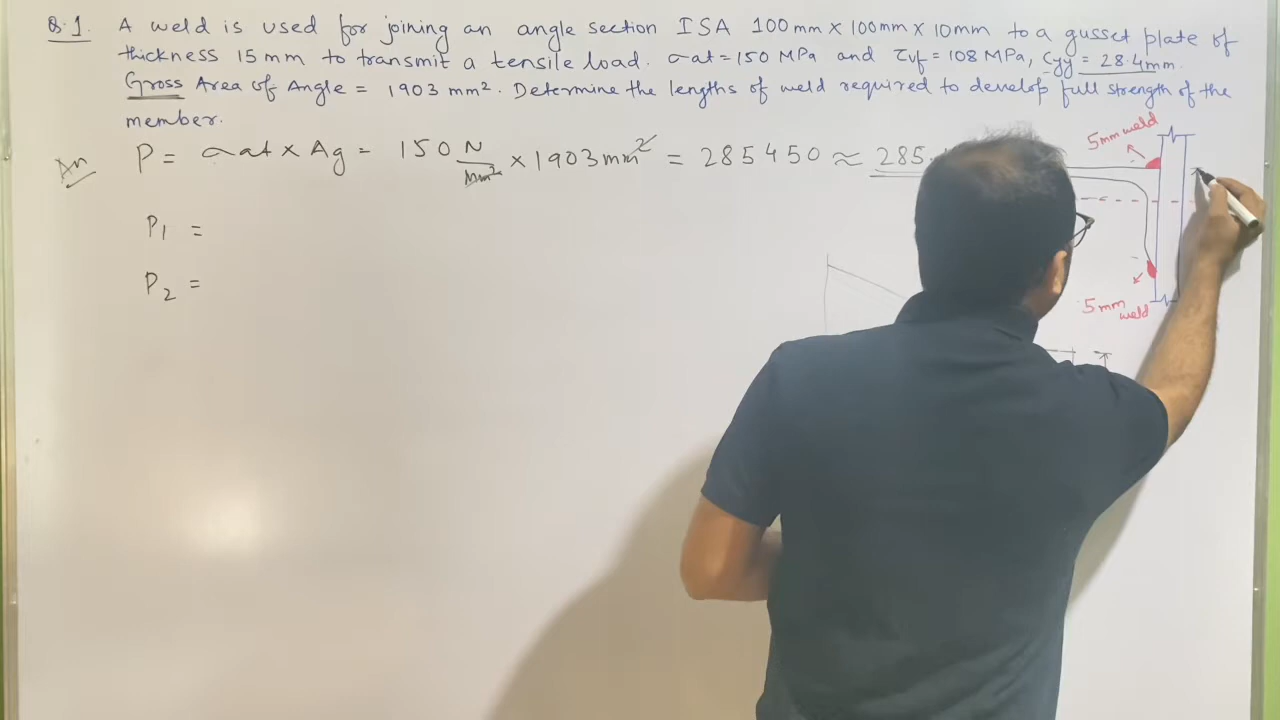 Q.1. A weld is used for joining an angle section ISA 100mm x 100mm x 10mm to a gusset plate of
thickness 15 mm to transmit a tensile load. σat = 150 MPa and τvf = 108 MPa, Cyy = 28.4mm.
Gross Area of Angle = 1903 mm². Determine the lengths of weld required to develop full strength of the
member.
An P = σat x Ag = 150 N/mm² x 1903 mm² = 285450 ≈ 285.
5mm weld
P1 =
P2 =
5mm weld